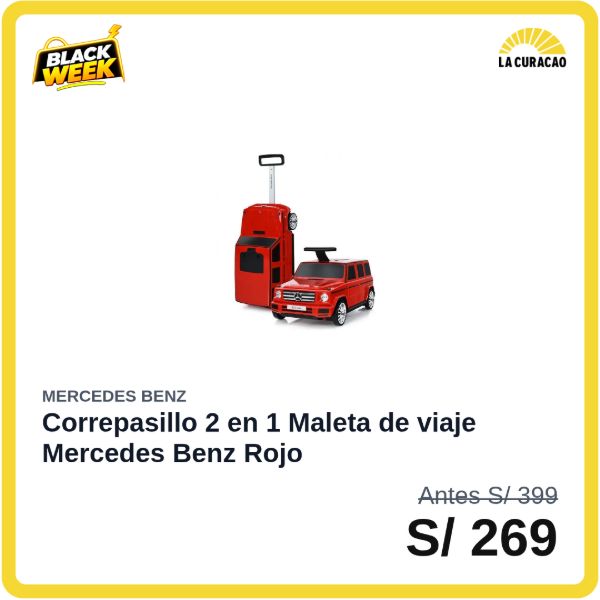 BLACK
WEEK
LA CURACAO
MERCEDES BENZ
Correpasillo 2 en 1 Maleta de viaje
Mercedes Benz Rojo
Antes S/ 399
S/ 269